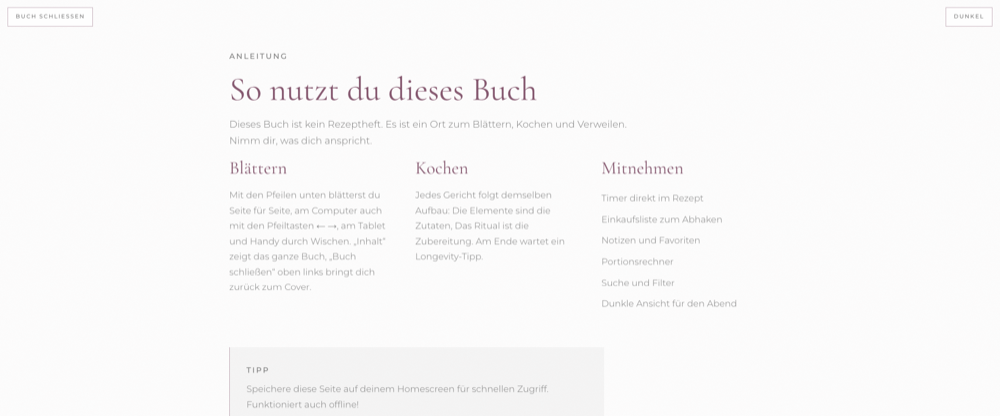 BUCH SCHLIESSEN
DUNKEL
ANLEITUNG
So nutzt du dieses Buch
Dieses Buch ist kein Rezeptheft. Es ist ein Ort zum Blättern, Kochen und Verweilen.
Nimm dir, was dich anspricht.
Blättern
Mit den Pfeilen unten blätterst du
Seite für Seite, am Computer auch
mit den Pfeiltasten ← →, am Tablet
und Handy durch Wischen. „Inhalt“
zeigt das ganze Buch, „Buch
schließen“ oben links bringt dich
zurück zum Cover.
Kochen
Jedes Gericht folgt demselben
Aufbau: Die Elemente sind die
Zutaten, Das Ritual ist die
Zubereitung. Am Ende wartet ein
Longevity-Tipp.
Mitnehmen
Timer direkt im Rezept
Einkaufsliste zum Abhaken
Notizen und Favoriten
Portionsrechner
Suche und Filter
Dunkle Ansicht für den Abend
TIPP
Speichere diese Seite auf deinem Homescreen für schnellen Zugriff.
Funktioniert auch offline!